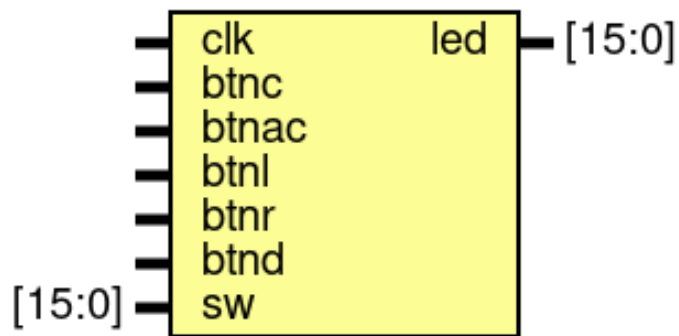 clk led [15:0]
btnc
btnac
btnl
btnr
btnd
[15:0] sw